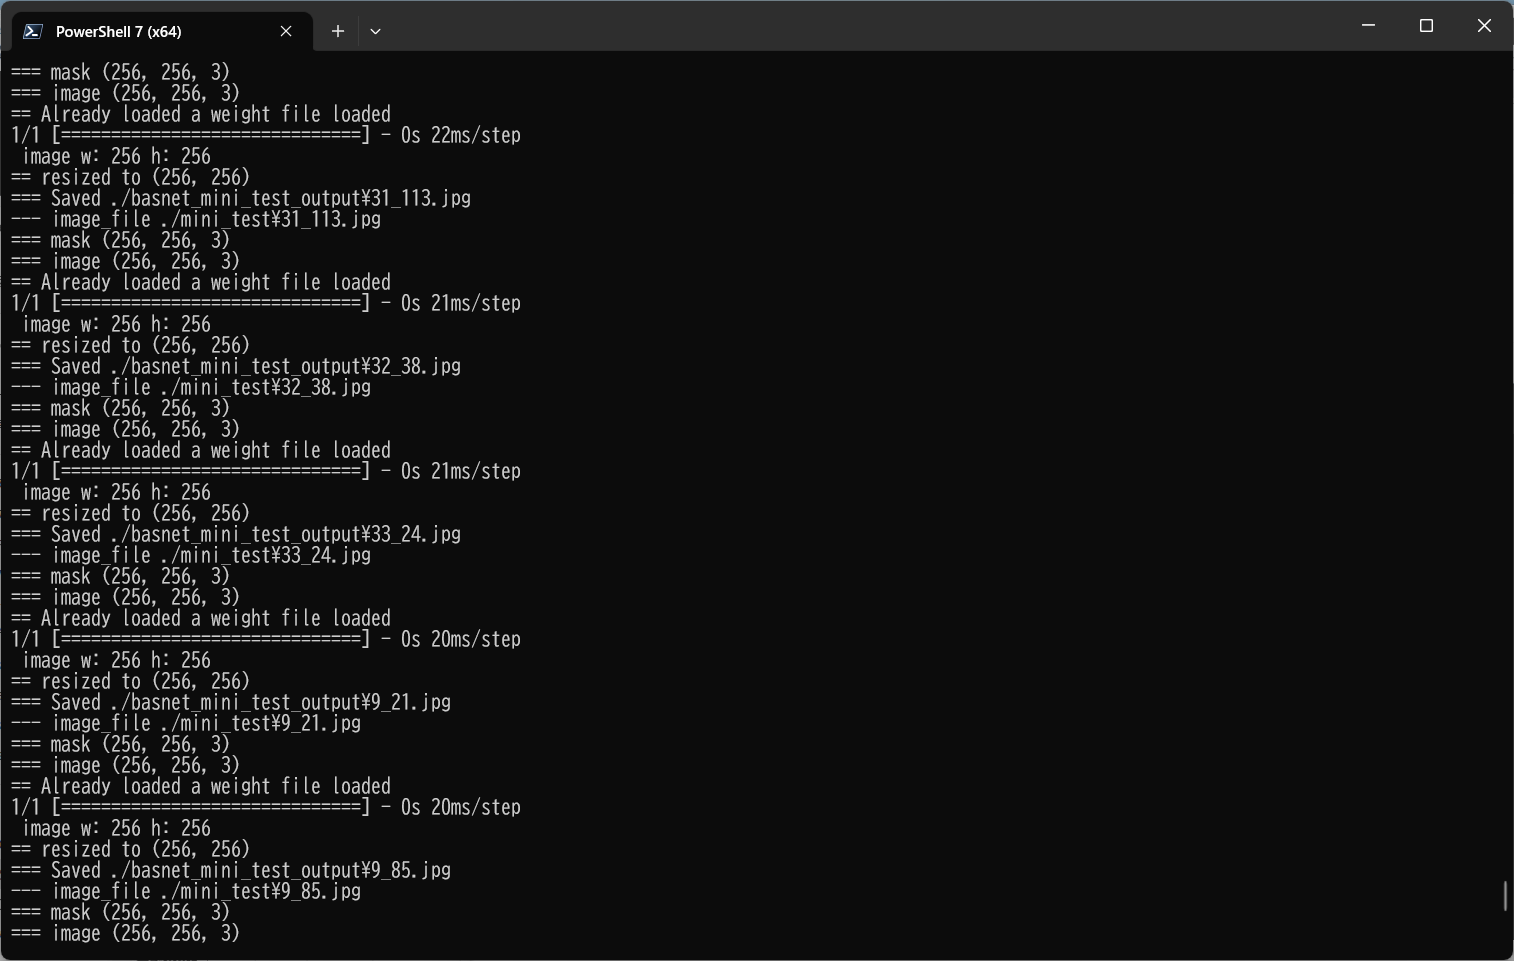 PowerShell 7 (x64)
=== mask (256, 256, 3)
=== image (256, 256, 3)
== Already loaded a weight file loaded
1/1 [==============================] - 0s 22ms/step
 image w: 256 h: 256
== resized to (256, 256)
=== Saved ./basnet_mini_test_output¥31_113.jpg
--- image_file ./mini_test¥31_113.jpg
=== mask (256, 256, 3)
=== image (256, 256, 3)
== Already loaded a weight file loaded
1/1 [==============================] - 0s 21ms/step
 image w: 256 h: 256
== resized to (256, 256)
=== Saved ./basnet_mini_test_output¥32_38.jpg
--- image_file ./mini_test¥32_38.jpg
=== mask (256, 256, 3)
=== image (256, 256, 3)
== Already loaded a weight file loaded
1/1 [==============================] - 0s 21ms/step
 image w: 256 h: 256
== resized to (256, 256)
=== Saved ./basnet_mini_test_output¥33_24.jpg
--- image_file ./mini_test¥33_24.jpg
=== mask (256, 256, 3)
=== image (256, 256, 3)
== Already loaded a weight file loaded
1/1 [==============================] - 0s 20ms/step
 image w: 256 h: 256
== resized to (256, 256)
=== Saved ./basnet_mini_test_output¥9_21.jpg
--- image_file ./mini_test¥9_21.jpg
=== mask (256, 256, 3)
=== image (256, 256, 3)
== Already loaded a weight file loaded
1/1 [==============================] - 0s 20ms/step
 image w: 256 h: 256
== resized to (256, 256)
=== Saved ./basnet_mini_test_output¥9_85.jpg
--- image_file ./mini_test¥9_85.jpg
=== mask (256, 256, 3)
=== image (256, 256, 3)